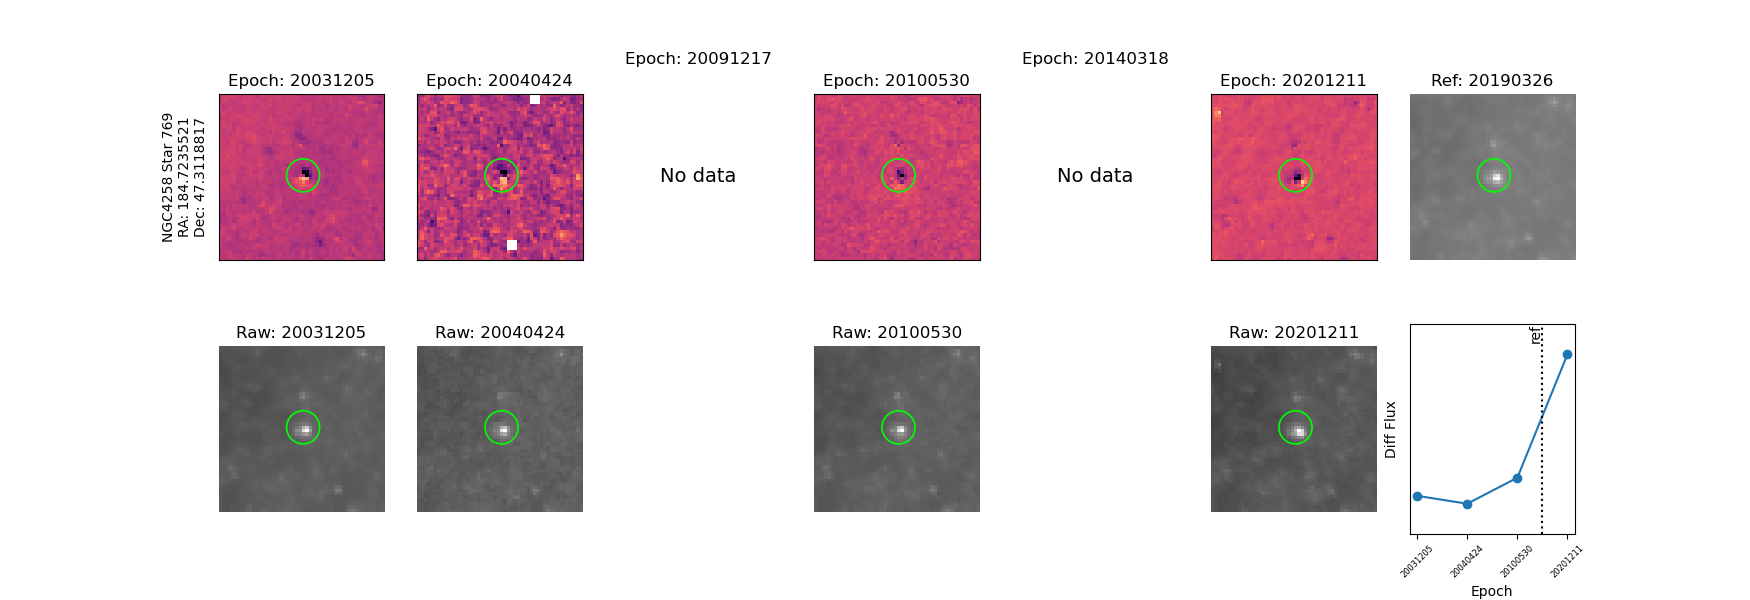 Epoch: 20091217
Epoch: 20140318
Epoch: 20031205
Epoch: 20040424
Epoch: 20100530
Epoch: 20201211
Ref: 20190326
NGC4258 Star 769
RA: 184.7235521
Dec: 47.3118817
No data
No data
Raw: 20031205
Raw: 20040424
Raw: 20100530
Raw: 20201211
ref
Diff Flux
20031205
20040424
20100530
20201211
Epoch